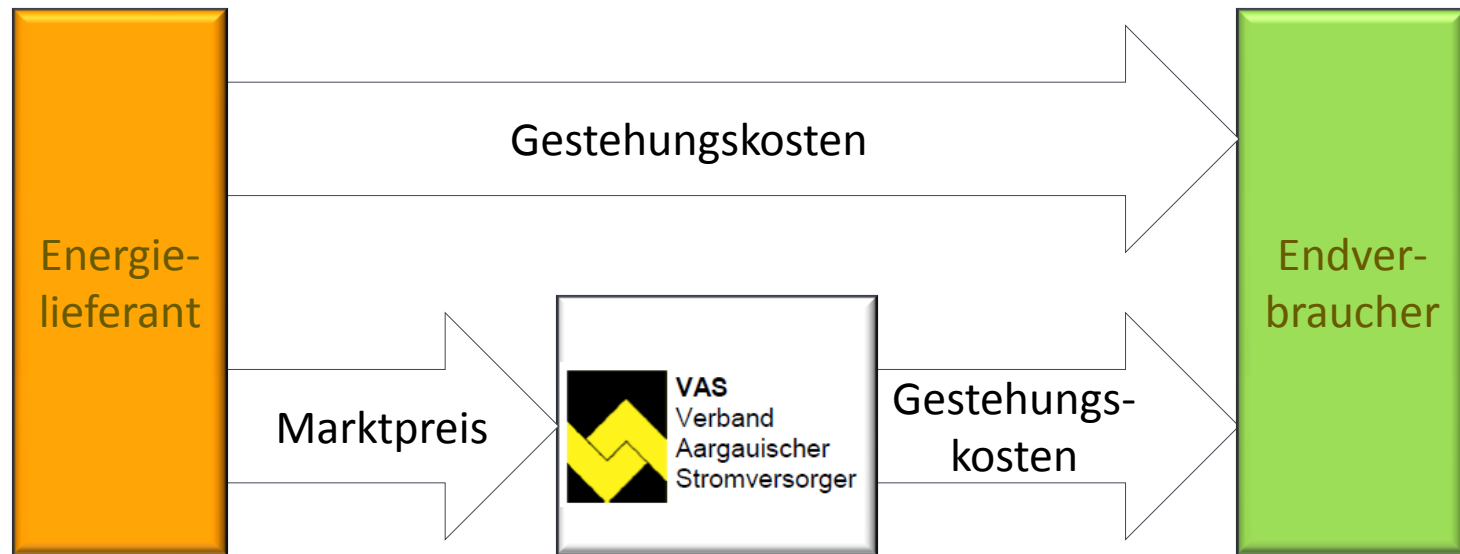 Gestehungskosten
Energie-
lieferant
Endver-
braucher
Marktpreis
VAS
Verband
Aargauischer
Stromversorger
Gestehungs-
kosten